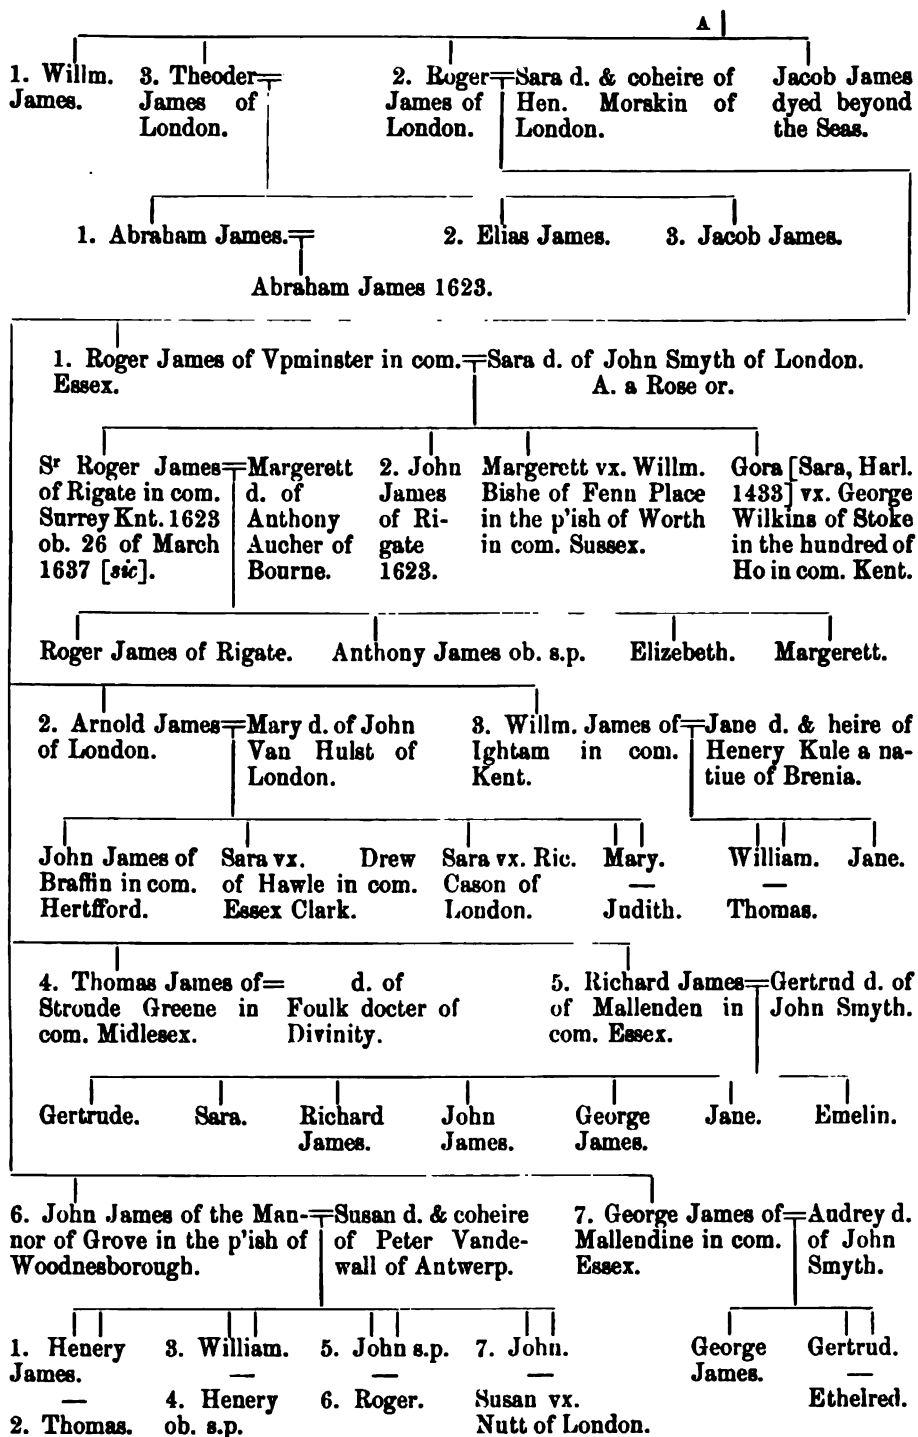 A
1. Willm. James.
3. Theoder James of London.
2. Roger James of London.
Sara d. & coheire of Hen. Morskin of London.
Jacob James dyed beyond the Seas.
1. Abraham James.
2. Elias James.
3. Jacob James.
Abraham James 1623.
1. Roger James of Vpminster in com. Essex.
Sara d. of John Smyth of London.
A. a Rose or.
Sr Roger James of Rigate in com. Surrey Knt. 1623 ob. 26 of March 1637 [sic].
Margerett d. of Anthony Aucher of Bourne.
2. John James of Rigate 1623.
Margerett vx. Willm. Bishe of Fenn Place in the p'ish of Worth in com. Sussex.
Gora [Sara, Harl. 1433] vx. George Wilkins of Stoke in the hundred of Ho in com. Kent.
Roger James of Rigate.
Anthony James ob. s.p.
Elizebeth.
Margerett.
2. Arnold James of London.
Mary d. of John Van Hulst of London.
3. Willm. James of Ightam in com. Kent.
Jane d. & heire of Henery Kule a natiue of Brenia.
John James of Braffin in com. Hertfford.
Sara vx. Drew of Hawle in com. Essex Clark.
Sara vx. Ric. Cason of London.
Mary.
Judith.
William.
Thomas.
Jane.
4. Thomas James of Stroude Greene in com. Midlesex.
d. of Foulk docter of Divinity.
5. Richard James of Mallenden in com. Essex.
Gertrud d. of John Smyth.
Gertrude.
Sara.
Richard James.
John James.
George James.
Jane.
Emelin.
6. John James of the Mannor of Grove in the p'ish of Woodnesborough.
Susan d. & coheire of Peter Vandewall of Antwerp.
7. George James of Mallendine in com. Essex.
Audrey d. of John Smyth.
1. Henery James.
2. Thomas.
3. William.
4. Henery ob. s.p.
5. John s.p.
6. Roger.
7. John.
Susan vx. Nutt of London.
George James.
Gertrud.
Ethelred.